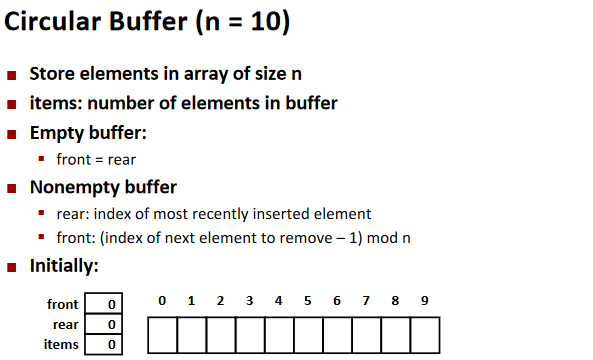 Circular Buffer (n = 10)
Store elements in array of size n
items: number of elements in buffer
Empty buffer:
front = rear
Nonempty buffer
rear: index of most recently inserted element
front: (index of next element to remove – 1) mod n
Initially:
0 1 2 3 4 5 6 7 8 9
front 0
rear 0
items 0